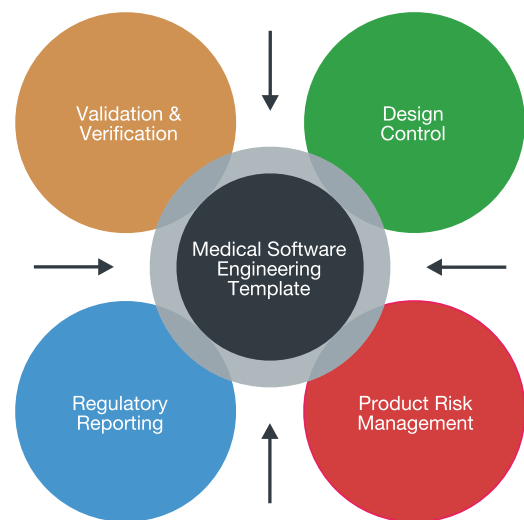 Validation &
Verification
Design
Control
Medical Software
Engineering
Template
Regulatory
Reporting
Product Risk
Management